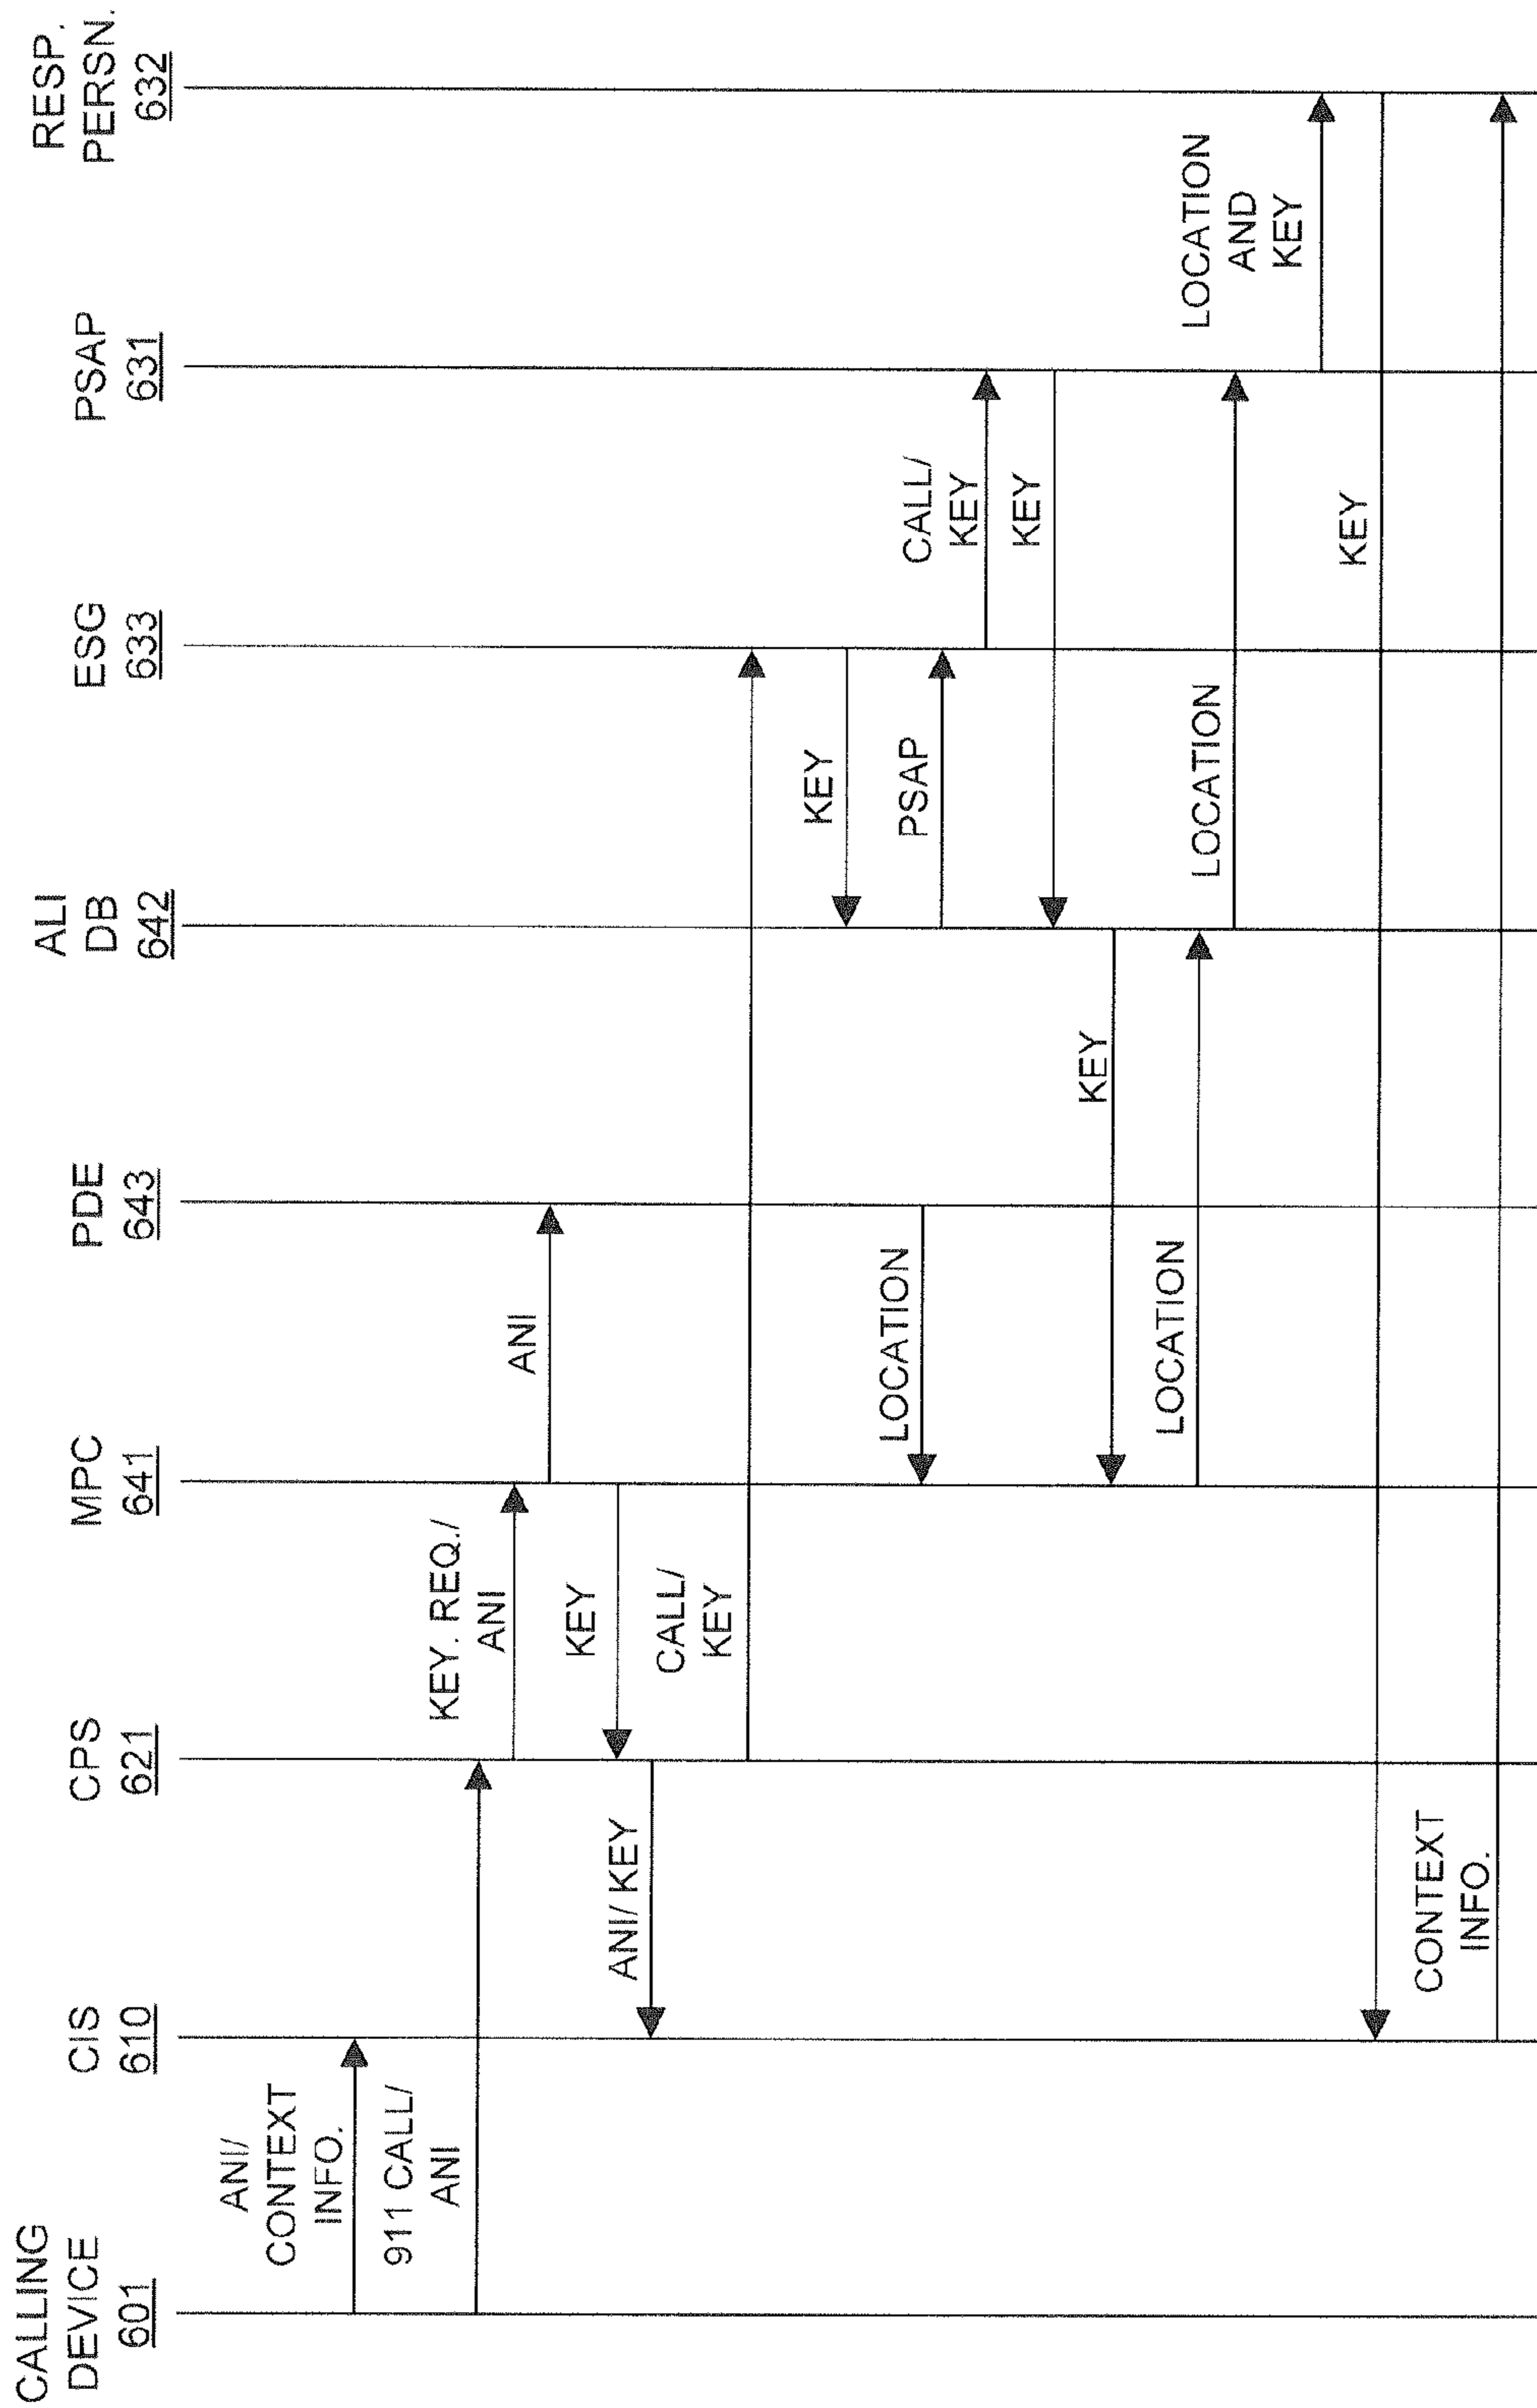 CALLING
DEVICE
601
CIS
610
CPS
621
MPC
641
PDE
643
ALI
DB
642
ESG
633
PSAP
631
RESP.
PERSN.
632
ANI/
CONTEXT
INFO.
911 CALL/
ANI
KEY. REQ./
ANI
ANI
KEY
ANI/ KEY
CALL/
KEY
KEY
LOCATION
PSAP
CALL/
KEY
KEY
KEY
LOCATION
LOCATION
LOCATION
AND
KEY
KEY
CONTEXT
INFO.